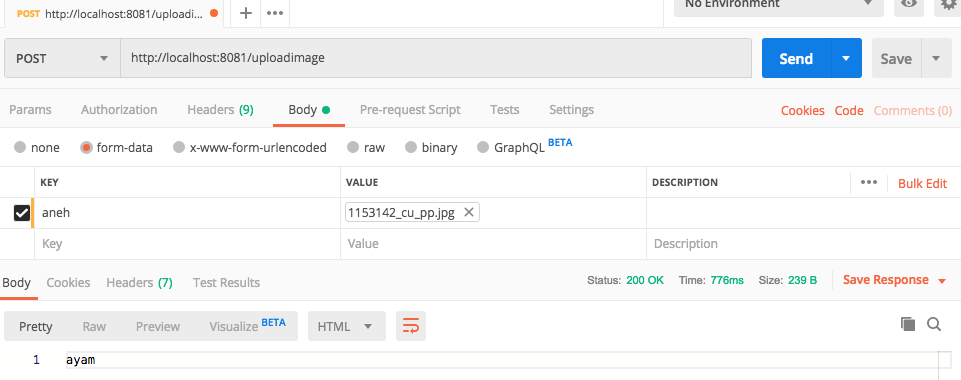 POST http://localhost:8081/uploadi... + ••• No Environment
POST http://localhost:8081/uploadimage Send Save
Params Authorization Headers (9) Body Pre-request Script Tests Settings Cookies Code Comments (0)
none form-data x-www-form-urlencoded raw binary GraphQL BETA
KEY VALUE DESCRIPTION ••• Bulk Edit
aneh 1153142_cu_pp.jpg ✕
Key Value Description
Body Cookies Headers (7) Test Results Status: 200 OK Time: 776ms Size: 239 B Save Response
Pretty Raw Preview Visualize BETA HTML
1 ayam